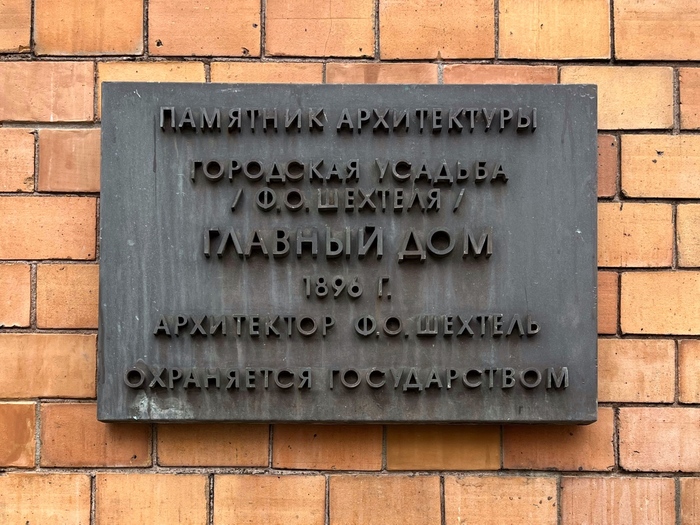 ПАМЯТНИК АРХИТЕКТУРЫ
ГОРОДСКАЯ УСАДЬБА
/ Ф.О. ШЕХТЕЛЯ /
ГЛАВНЫЙ ДОМ
1896 Г.
АРХИТЕКТОР Ф.О. ШЕХТЕЛЬ
ОХРАНЯЕТСЯ ГОСУДАРСТВОМ